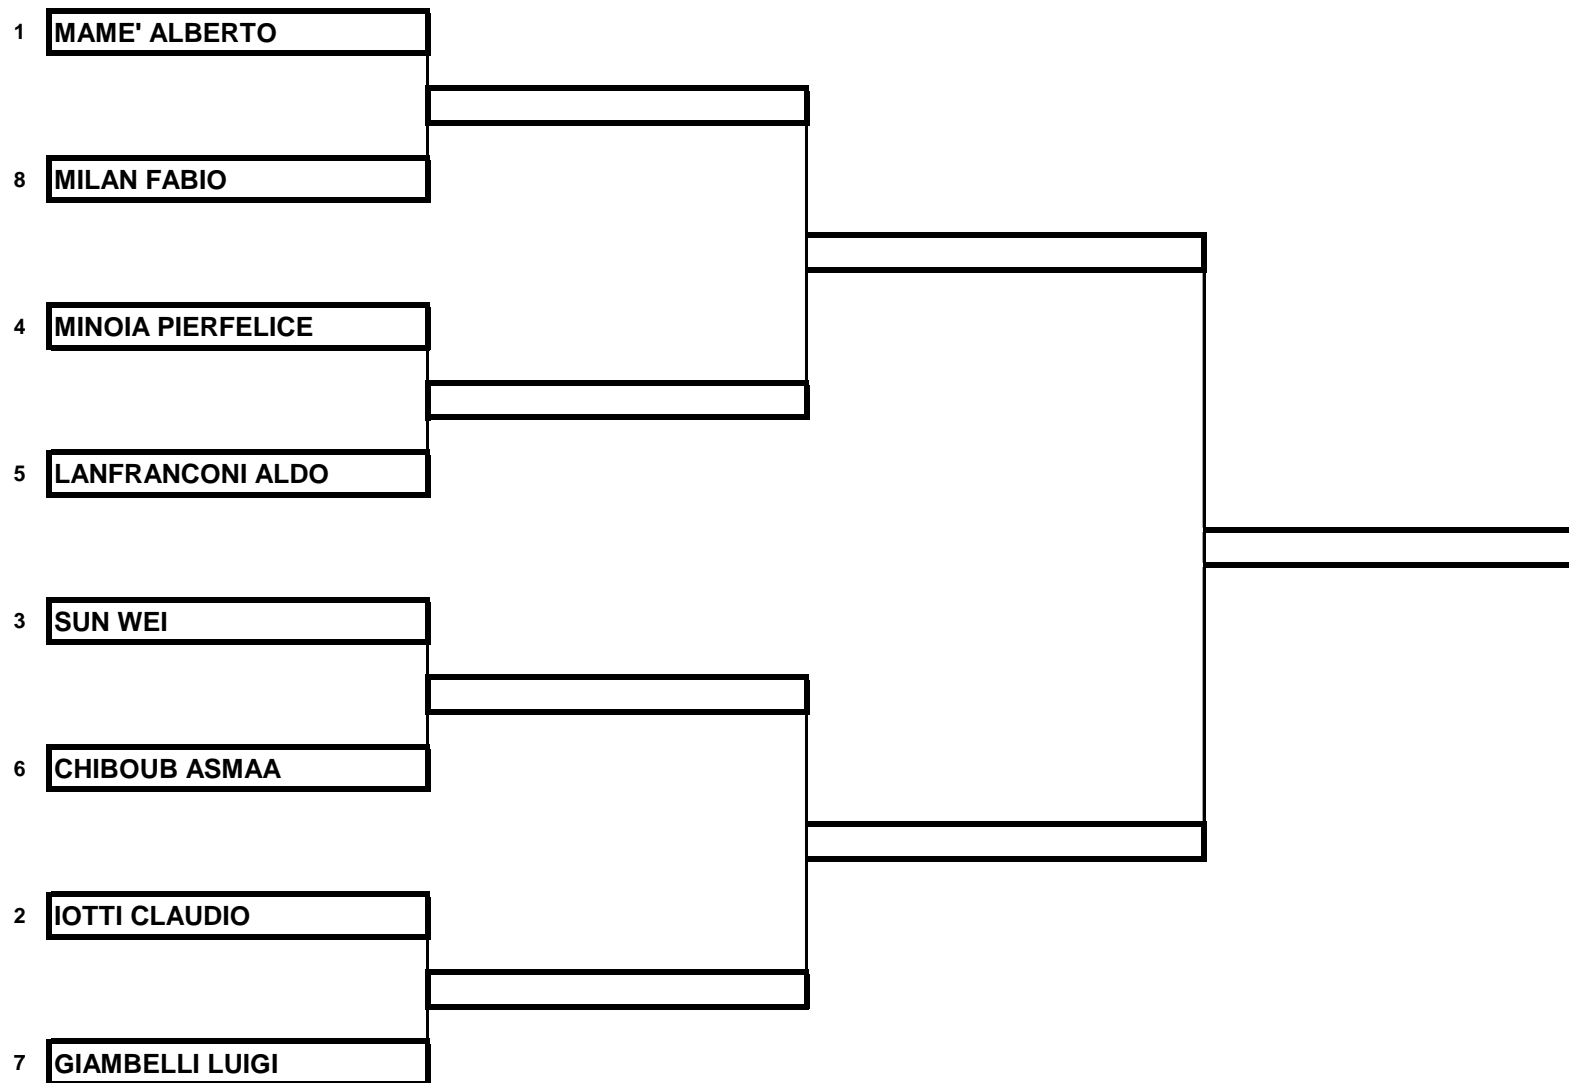 1 MAME' ALBERTO
8 MILAN FABIO
4 MINOIA PIERFELICE
5 LANFRANCONI ALDO
3 SUN WEI
6 CHIBOUB ASMAA
2 IOTTI CLAUDIO
7 GIAMBELLI LUIGI